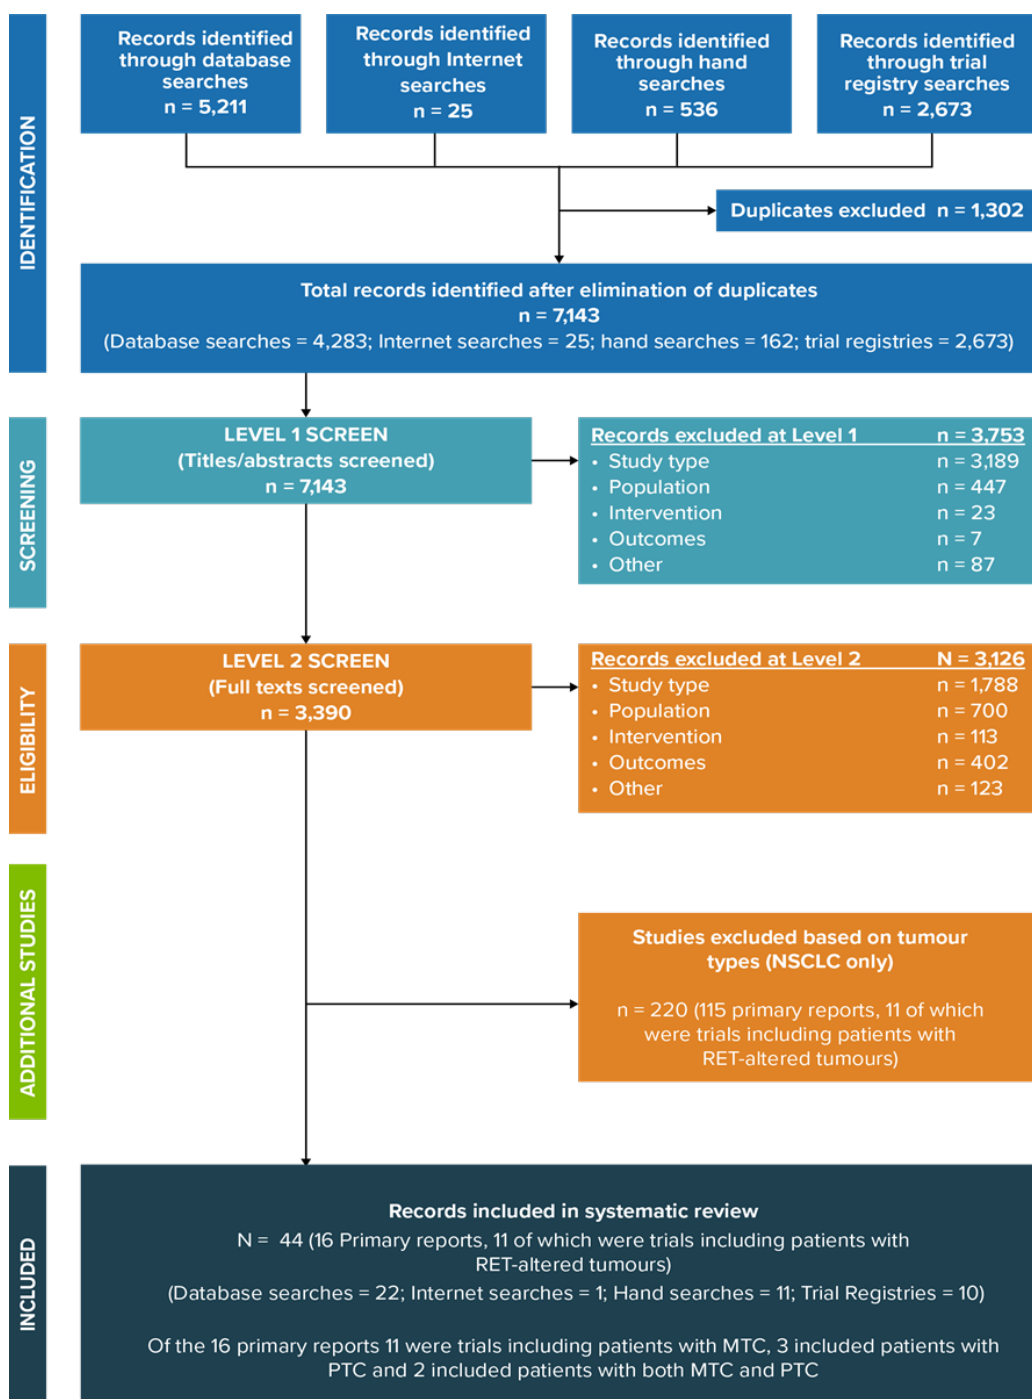 IDENTIFICATION
Records identified
through database
searches
n = 5,211
Records identified
through Internet
searches
n = 25
Records identified
through hand
searches
n = 536
Records identified
through trial
registry searches
n = 2,673
Duplicates excluded n = 1,302
Total records identified after elimination of duplicates
n = 7,143
(Database searches = 4,283; Internet searches = 25; hand searches = 162; trial registries = 2,673)
SCREENING
LEVEL 1 SCREEN
(Titles/abstracts screened)
n = 7,143
Records excluded at Level 1 n = 3,753
• Study type n = 3,189
• Population n = 447
• Intervention n = 23
• Outcomes n = 7
• Other n = 87
ELIGIBILITY
LEVEL 2 SCREEN
(Full texts screened)
n = 3,390
Records excluded at Level 2 N = 3,126
• Study type n = 1,788
• Population n = 700
• Intervention n = 113
• Outcomes n = 402
• Other n = 123
ADDITIONAL STUDIES
Studies excluded based on tumour
types (NSCLC only)
n = 220 (115 primary reports, 11 of which
were trials including patients with
RET-altered tumours)
INCLUDED
Records included in systematic review
N = 44 (16 Primary reports, 11 of which were trials including patients with
RET-altered tumours)
(Database searches = 22; Internet searches = 1; Hand searches = 11; Trial Registries = 10)
Of the 16 primary reports 11 were trials including patients with MTC, 3 included patients with
PTC and 2 included patients with both MTC and PTC